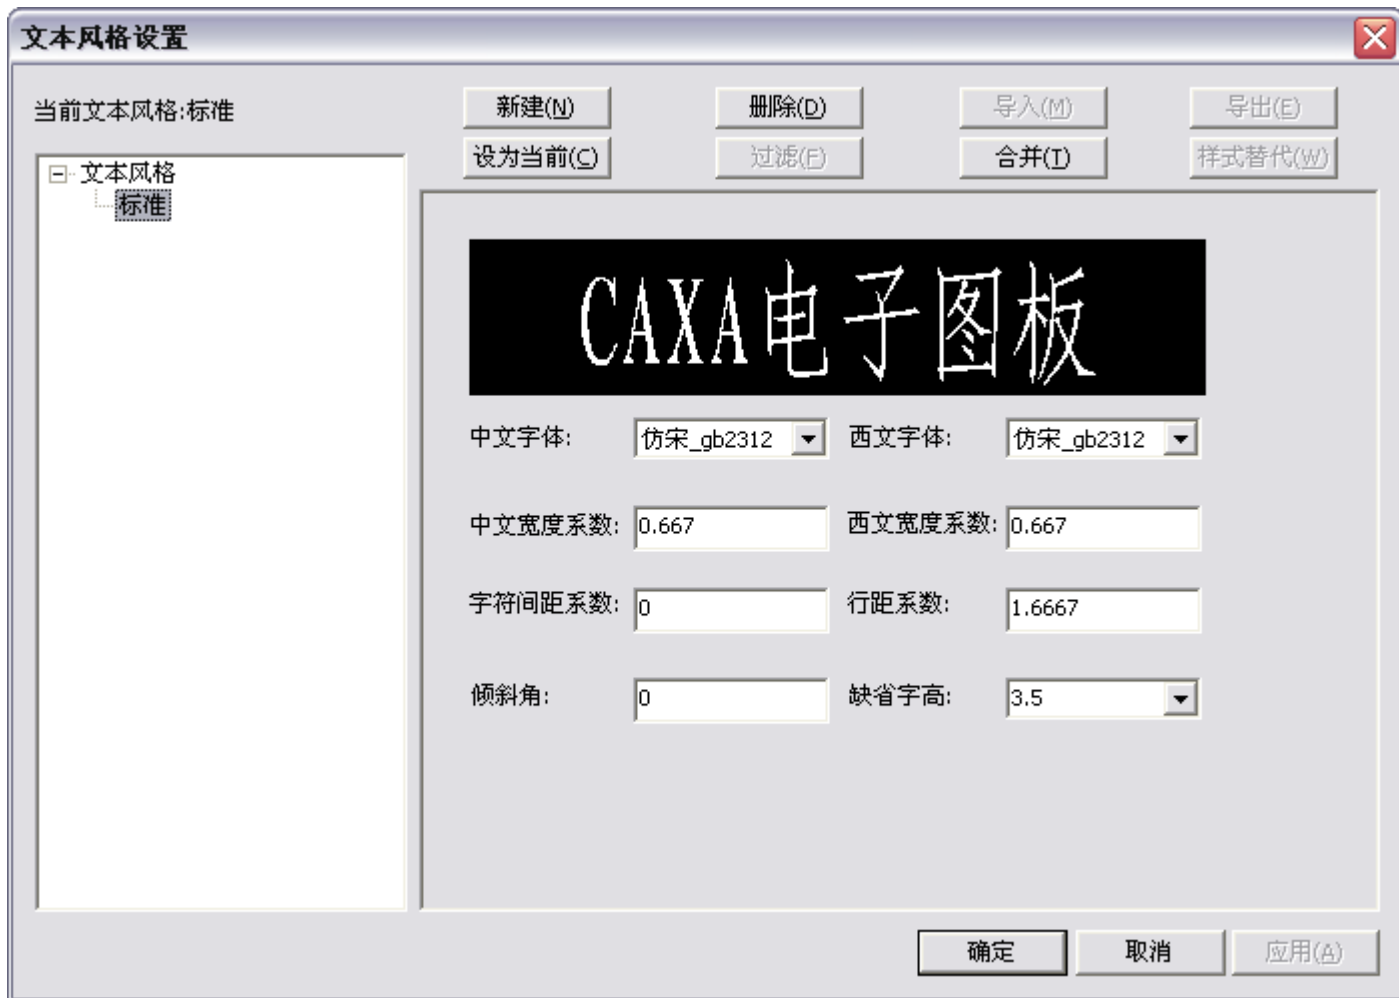 文本风格设置
当前文本风格:标准
新建(N) 删除(D) 导入(M) 导出(E)
设为当前(C) 过滤(F) 合并(T) 样式替代(W)
文本风格
标准
CAXA电子图板
中文字体: 仿宋_gb2312 西文字体: 仿宋_gb2312
中文宽度系数: 0.667 西文宽度系数: 0.667
字符间距系数: 0 行距系数: 1.6667
倾斜角: 0 缺省字高: 3.5
确定 取消 应用(A)